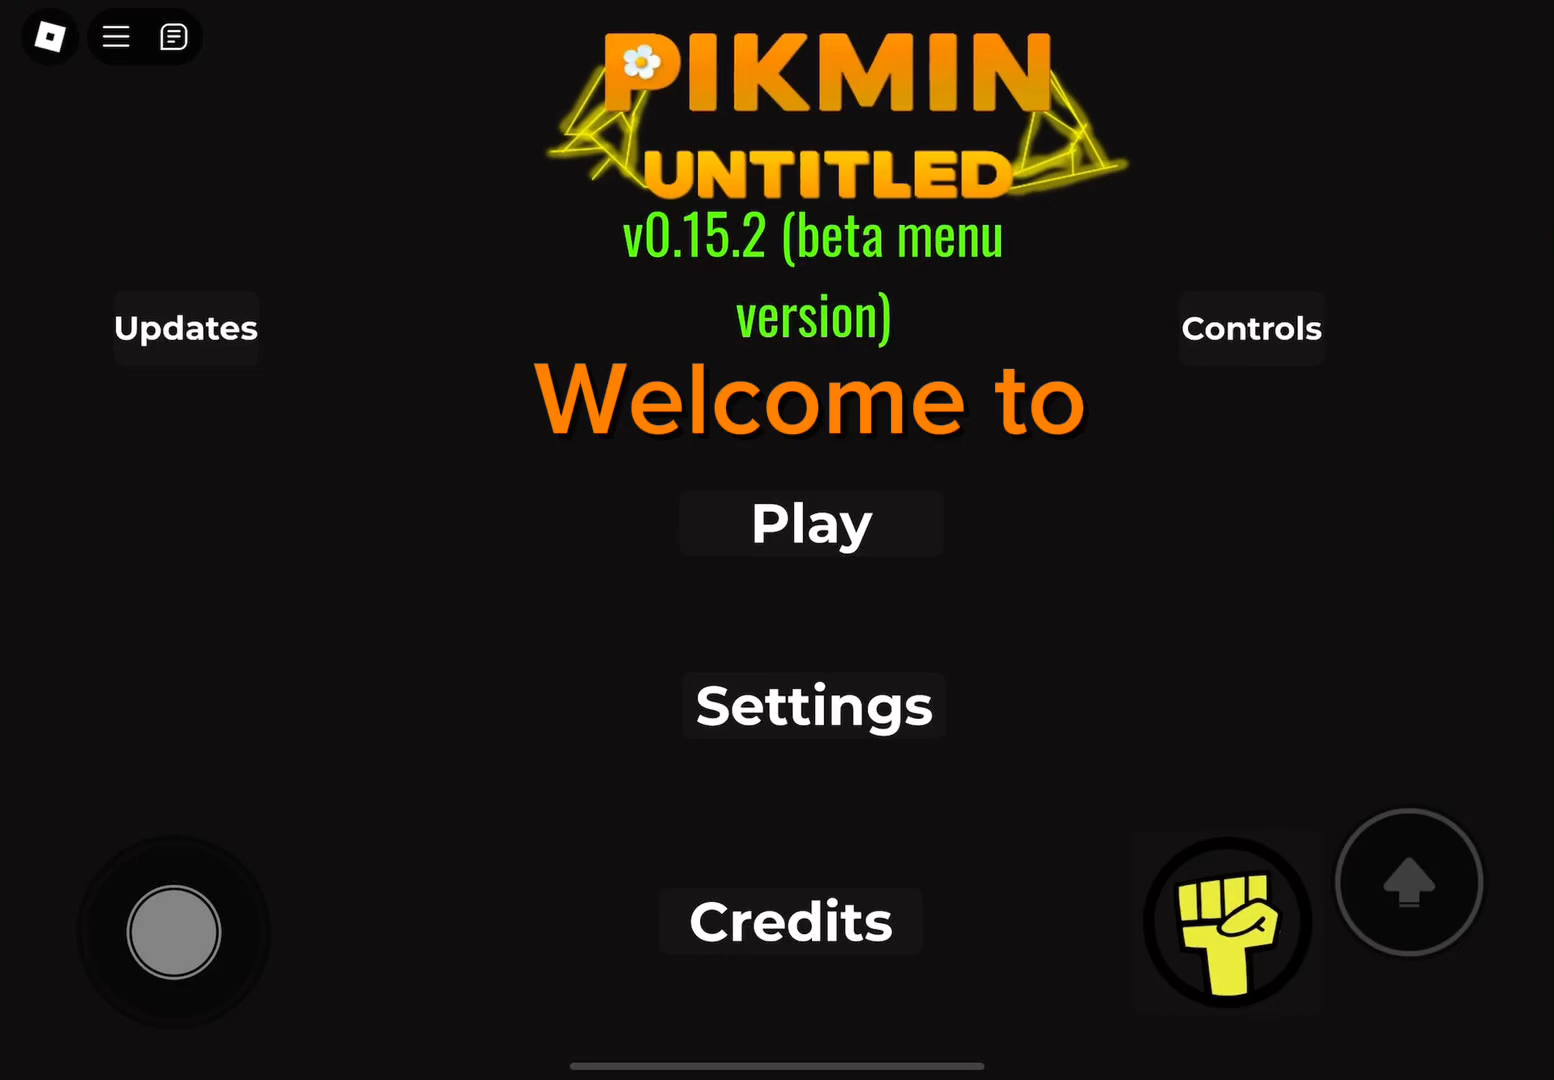 PIKMIN
UNTITLED
v0.15.2 (beta menu
version)
Updates
Controls
Welcome to
Play
Settings
Credits